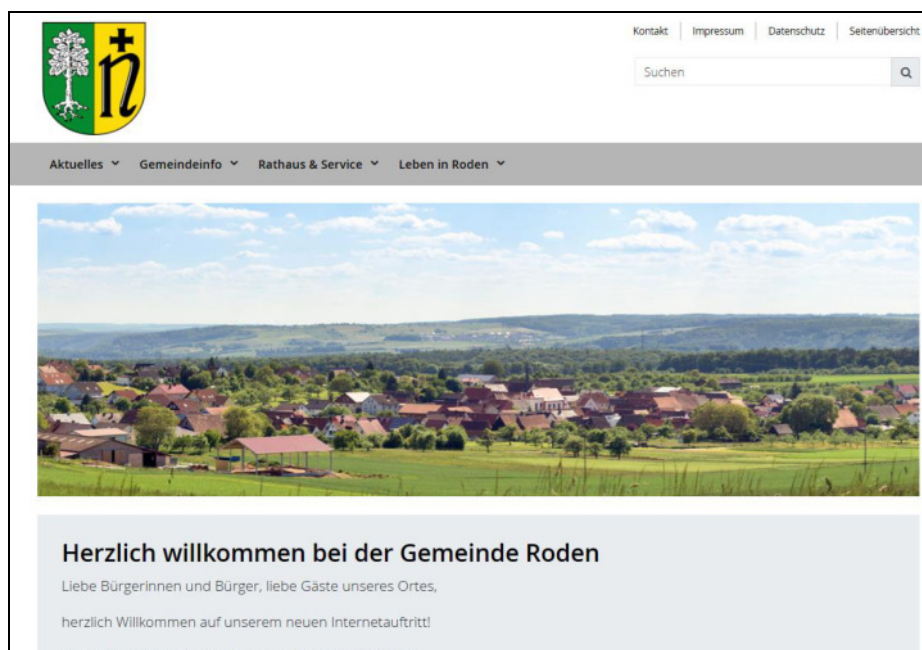 Kontakt Impressum Datenschutz Seitenübersicht
Suchen
Aktuelles Gemeindeinfo Rathaus & Service Leben in Roden
Herzlich willkommen bei der Gemeinde Roden
Liebe Bürgerinnen und Bürger, liebe Gäste unseres Ortes,
herzlich Willkommen auf unserem neuen Internetauftritt!